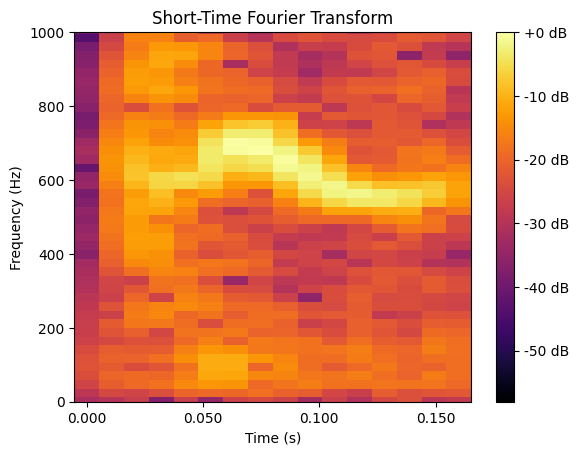 Short-Time Fourier Transform
1000
800
600
400
200
0
Frequency (Hz)
0.000
0.050
0.100
0.150
Time (s)
+0 dB
-10 dB
-20 dB
-30 dB
-40 dB
-50 dB